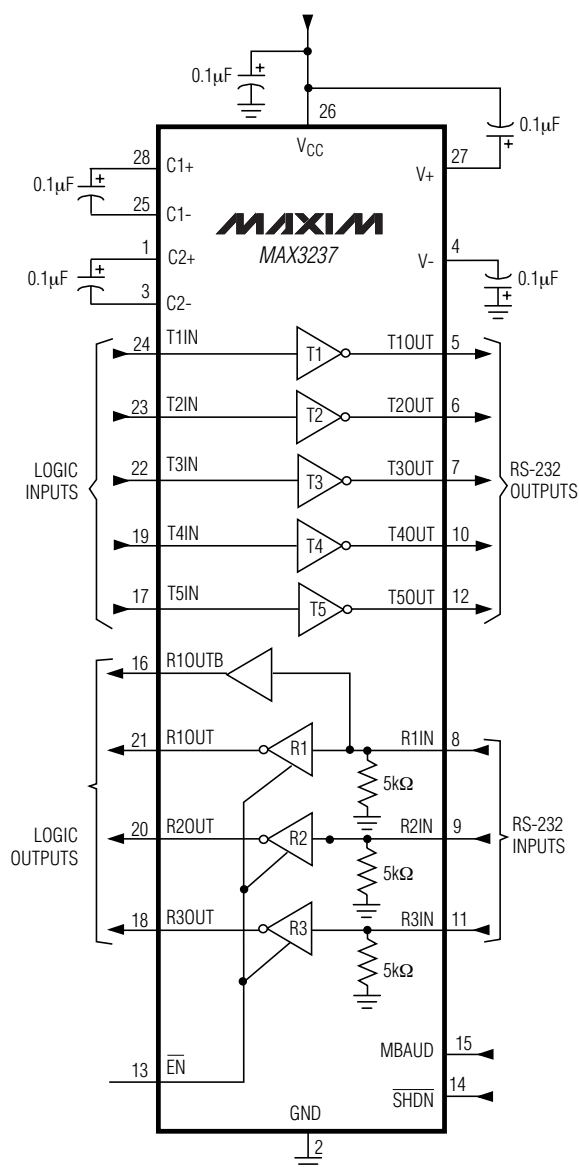 0.1µF +
26
0.1µF +
VCC
28 C1+
V+ 27
0.1µF +
25 C1-
MAXIM
MAX3237
1 C2+
V- 4
0.1µF +
0.1µF +
3 C2-
24 T1IN T1 T1OUT 5
23 T2IN T2 T2OUT 6
LOGIC
INPUTS
22 T3IN T3 T3OUT 7
RS-232
OUTPUTS
19 T4IN T4 T4OUT 10
17 T5IN T5 T5OUT 12
16 R1OUTB
21 R1OUT R1 R1IN 8
5kΩ
LOGIC
OUTPUTS
20 R2OUT R2 R2IN 9
RS-232
INPUTS
5kΩ
18 R3OUT R3 R3IN 11
5kΩ
MBAUD 15
13 EN
SHDN 14
GND
2